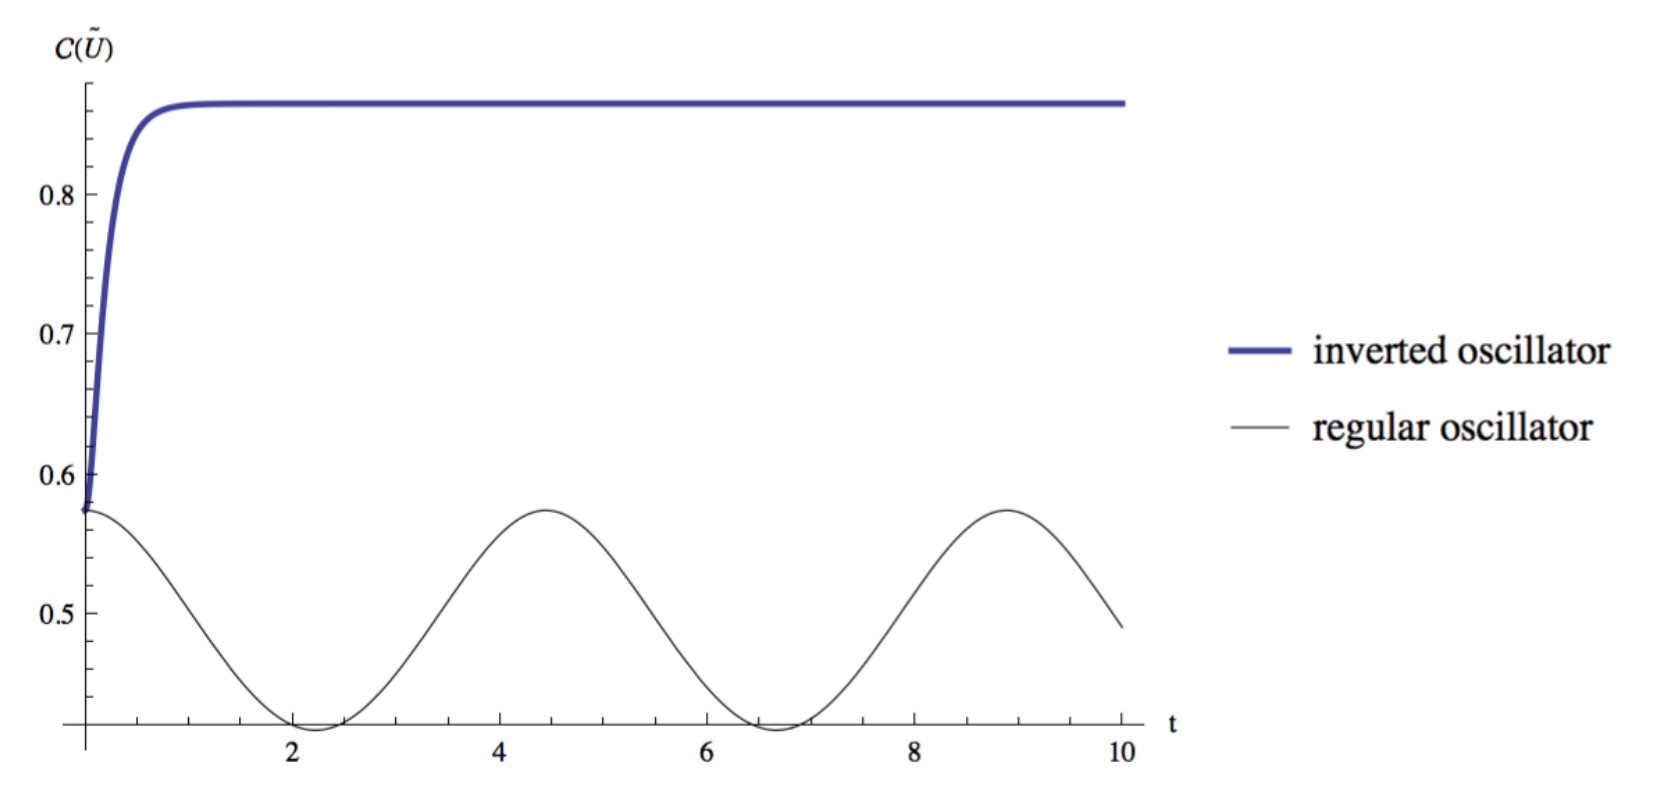 C(Ũ)
0.8
0.7
0.6
0.5
2 4 6 8 10
t
inverted oscillator
regular oscillator